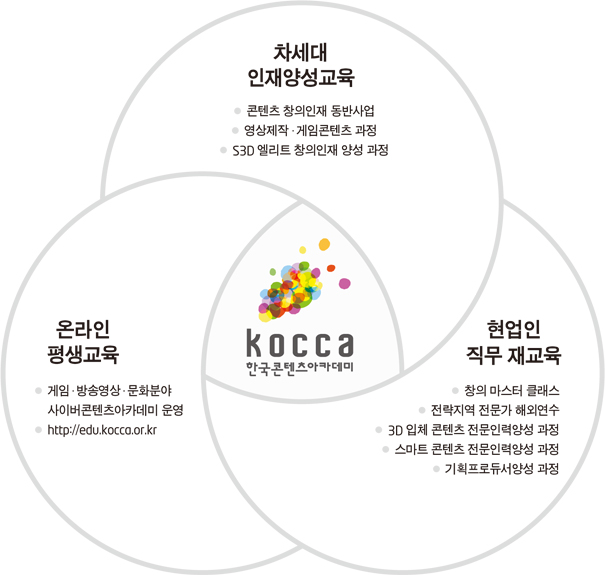 차세대
인재양성교육
콘텐츠 창의인재 동반사업
영상제작 · 게임콘텐츠 과정
S3D 엘리트 창의인재 양성 과정
kocca
한국콘텐츠아카데미
온라인
평생교육
게임 · 방송영상 · 문화분야
사이버콘텐츠아카데미 운영
http://edu.kocca.or.kr
현업인
직무 재교육
창의 마스터 클래스
전략지역 전문가 해외연수
3D 입체 콘텐츠 전문인력양성 과정
스마트 콘텐츠 전문인력양성 과정
기획프로듀서양성 과정